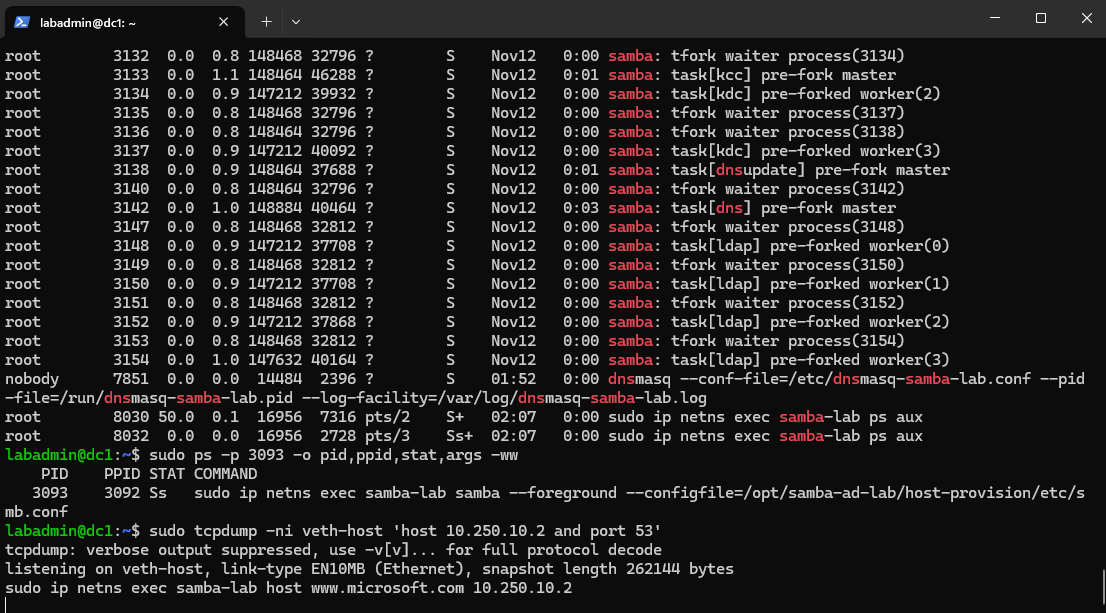 labadmin@dc1: ~
root 3132 0.0 0.8 148468 32796 ? S Nov12 0:00 samba: tfork waiter process(3134)
root 3133 0.0 1.1 148464 46288 ? S Nov12 0:01 samba: task[kcc] pre-fork master
root 3134 0.0 0.9 147212 39932 ? S Nov12 0:00 samba: task[kdc] pre-forked worker(2)
root 3135 0.0 0.8 148464 32796 ? S Nov12 0:00 samba: tfork waiter process(3137)
root 3136 0.0 0.8 148464 32796 ? S Nov12 0:00 samba: tfork waiter process(3138)
root 3137 0.0 0.9 147212 40092 ? S Nov12 0:00 samba: task[kdc] pre-forked worker(3)
root 3138 0.0 0.9 148464 37688 ? S Nov12 0:01 samba: task[dnsupdate] pre-fork master
root 3140 0.0 0.8 148464 32796 ? S Nov12 0:00 samba: tfork waiter process(3142)
root 3142 0.0 1.0 148884 40464 ? S Nov12 0:03 samba: task[dns] pre-fork master
root 3147 0.0 0.8 148468 32812 ? S Nov12 0:00 samba: tfork waiter process(3148)
root 3148 0.0 0.9 147212 37708 ? S Nov12 0:00 samba: task[ldap] pre-forked worker(0)
root 3149 0.0 0.8 148468 32812 ? S Nov12 0:00 samba: tfork waiter process(3150)
root 3150 0.0 0.9 147212 37708 ? S Nov12 0:00 samba: task[ldap] pre-forked worker(1)
root 3151 0.0 0.8 148468 32812 ? S Nov12 0:00 samba: tfork waiter process(3152)
root 3152 0.0 0.9 147212 37868 ? S Nov12 0:00 samba: task[ldap] pre-forked worker(2)
root 3153 0.0 0.8 148468 32812 ? S Nov12 0:00 samba: tfork waiter process(3154)
root 3154 0.0 1.0 147632 40164 ? S Nov12 0:00 samba: task[ldap] pre-forked worker(3)
nobody 7851 0.0 0.0 14484 2396 ? S 01:52 0:00 dnsmasq --conf-file=/etc/dnsmasq-samba-lab.conf --pid
-file=/run/dnsmasq-samba-lab.pid --log-facility=/var/log/dnsmasq-samba-lab.log
root 8030 50.0 0.1 16956 7316 pts/2 S+ 02:07 0:00 sudo ip netns exec samba-lab ps aux
root 8032 0.0 0.0 16956 2728 pts/3 Ss+ 02:07 0:00 sudo ip netns exec samba-lab ps aux
labadmin@dc1:~$ sudo ps -p 3093 -o pid,ppid,stat,args -ww
PID PPID STAT COMMAND
3093 3092 Ss sudo ip netns exec samba-lab samba --foreground --configfile=/opt/samba-ad-lab/host-provision/etc/s
mb.conf
labadmin@dc1:~$ sudo tcpdump -ni veth-host 'host 10.250.10.2 and port 53'
tcpdump: verbose output suppressed, use -v[v]... for full protocol decode
listening on veth-host, link-type EN10MB (Ethernet), snapshot length 262144 bytes
sudo ip netns exec samba-lab host www.microsoft.com 10.250.10.2